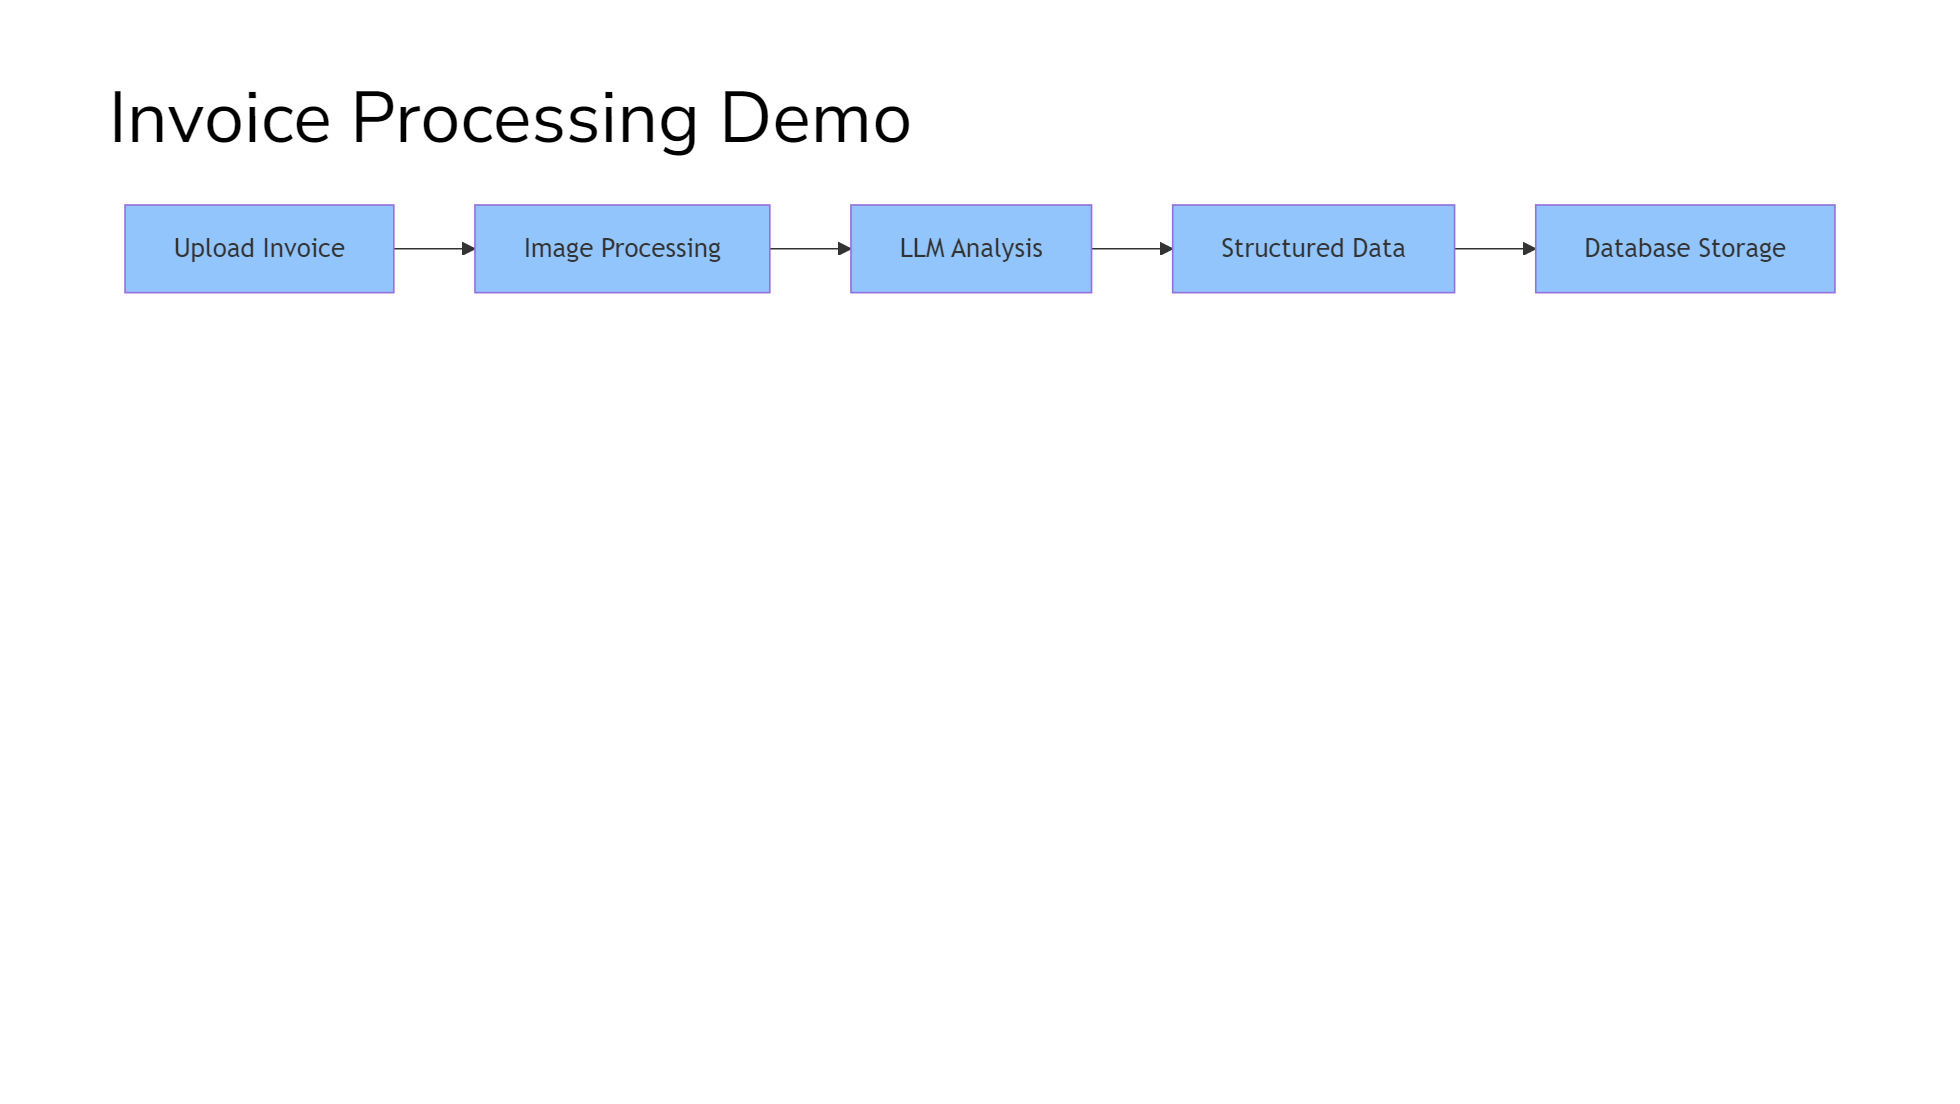 Invoice Processing Demo
Upload Invoice
Image Processing
LLM Analysis
Structured Data
Database Storage